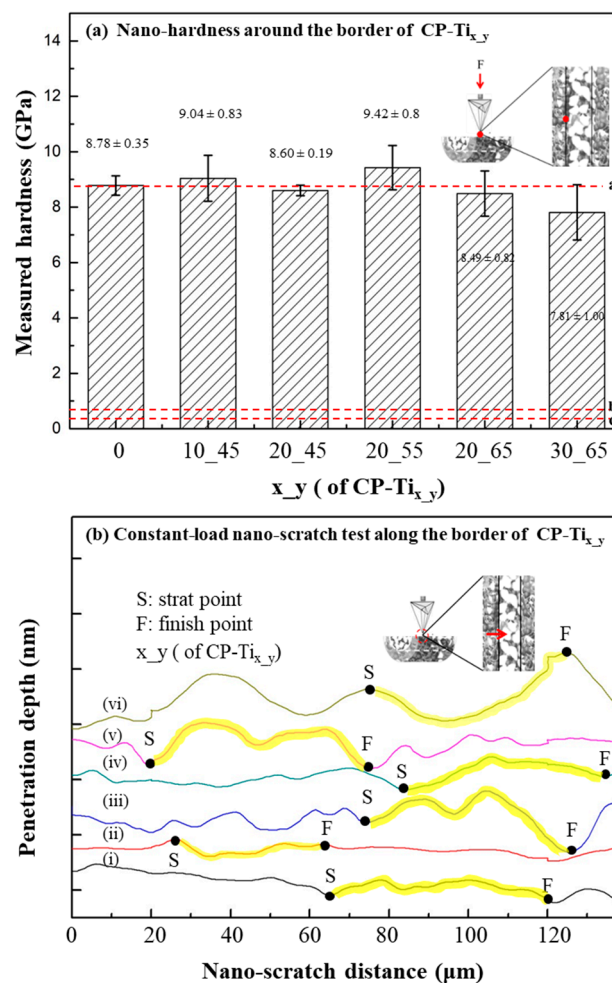 (a) Nano-hardness around the border of CP-Tix_y
Measured hardness (GPa)
14
12
10
8
6
4
2
0
8.78 ± 0.35
9.04 ± 0.83
8.60 ± 0.19
9.42 ± 0.8
8.49 ± 0.82
7.81 ± 1.00
F
a
0
10_45
20_45
20_55
20_65
30_65
x_y ( of CP-Tix_y)
(b) Constant-load nano-scratch test along the border of CP-Tix_y
Penetration depth (nm)
S: strat point
F: finish point
x_y ( of CP-Tix_y)
(vi)
S
F
(v)
S
F
(iv)
S
F
(iii)
S
F
(ii)
S
F
(i)
S
F
0
20
40
60
80
100
120
Nano-scratch distance (μm)